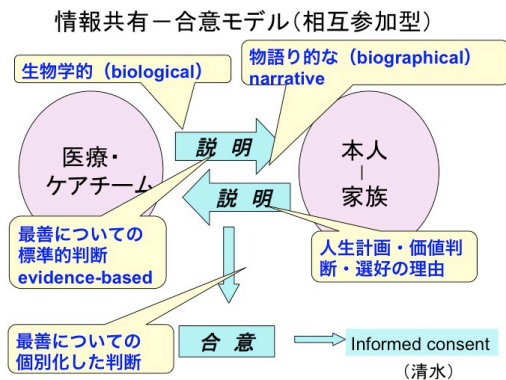 情報共有－合意モデル（相互参加型）
生物学的（biological）
物語り的な（biographical）
narrative
医療・
ケアチーム
説 明
説 明
本人
－
家族
最善についての
標準的判断
evidence-based
人生計画・価値判
断・選好の理由
最善についての
個別化した判断
合 意
Informed consent
（清水）